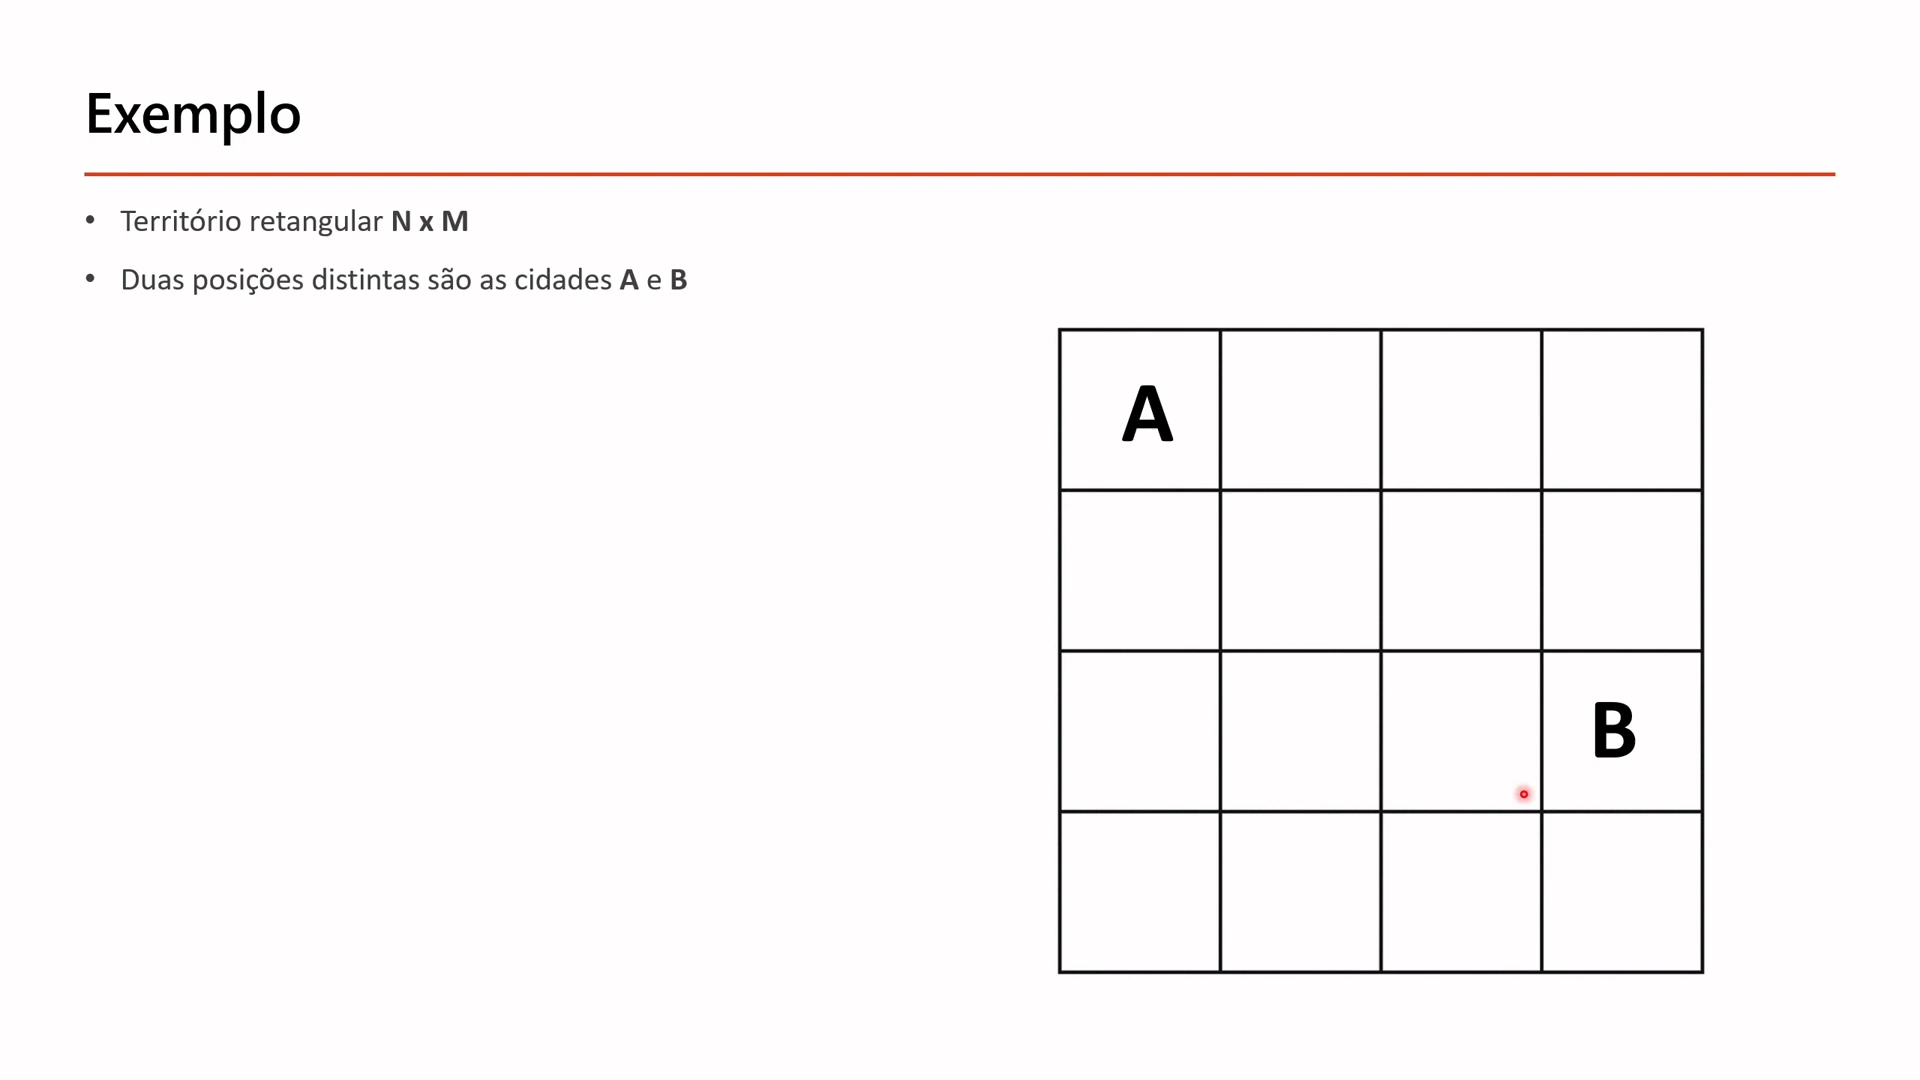 Exemplo
• Território retangular N x M
• Duas posições distintas são as cidades A e B
A
B